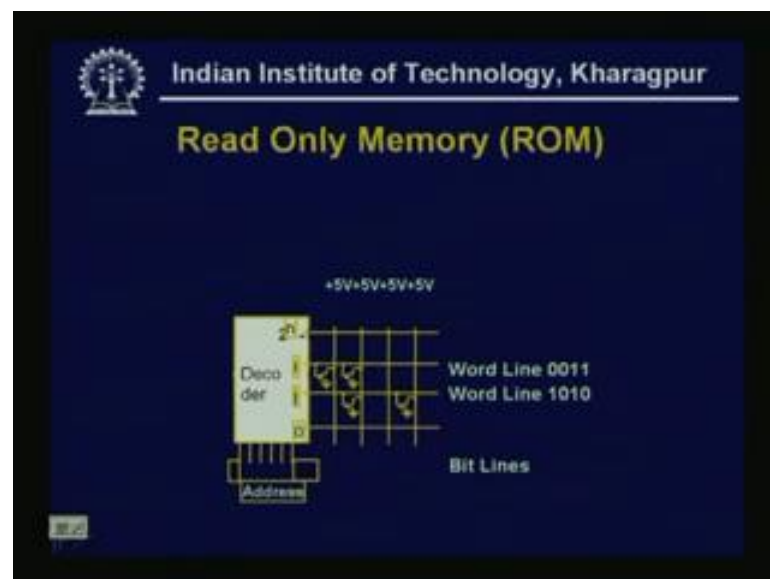 Indian Institute of Technology, Kharagpur
Read Only Memory (ROM)
+5V+5V+5V+5V
2n
Deco
der
Word Line 0011
Word Line 1010
Bit Lines
Address